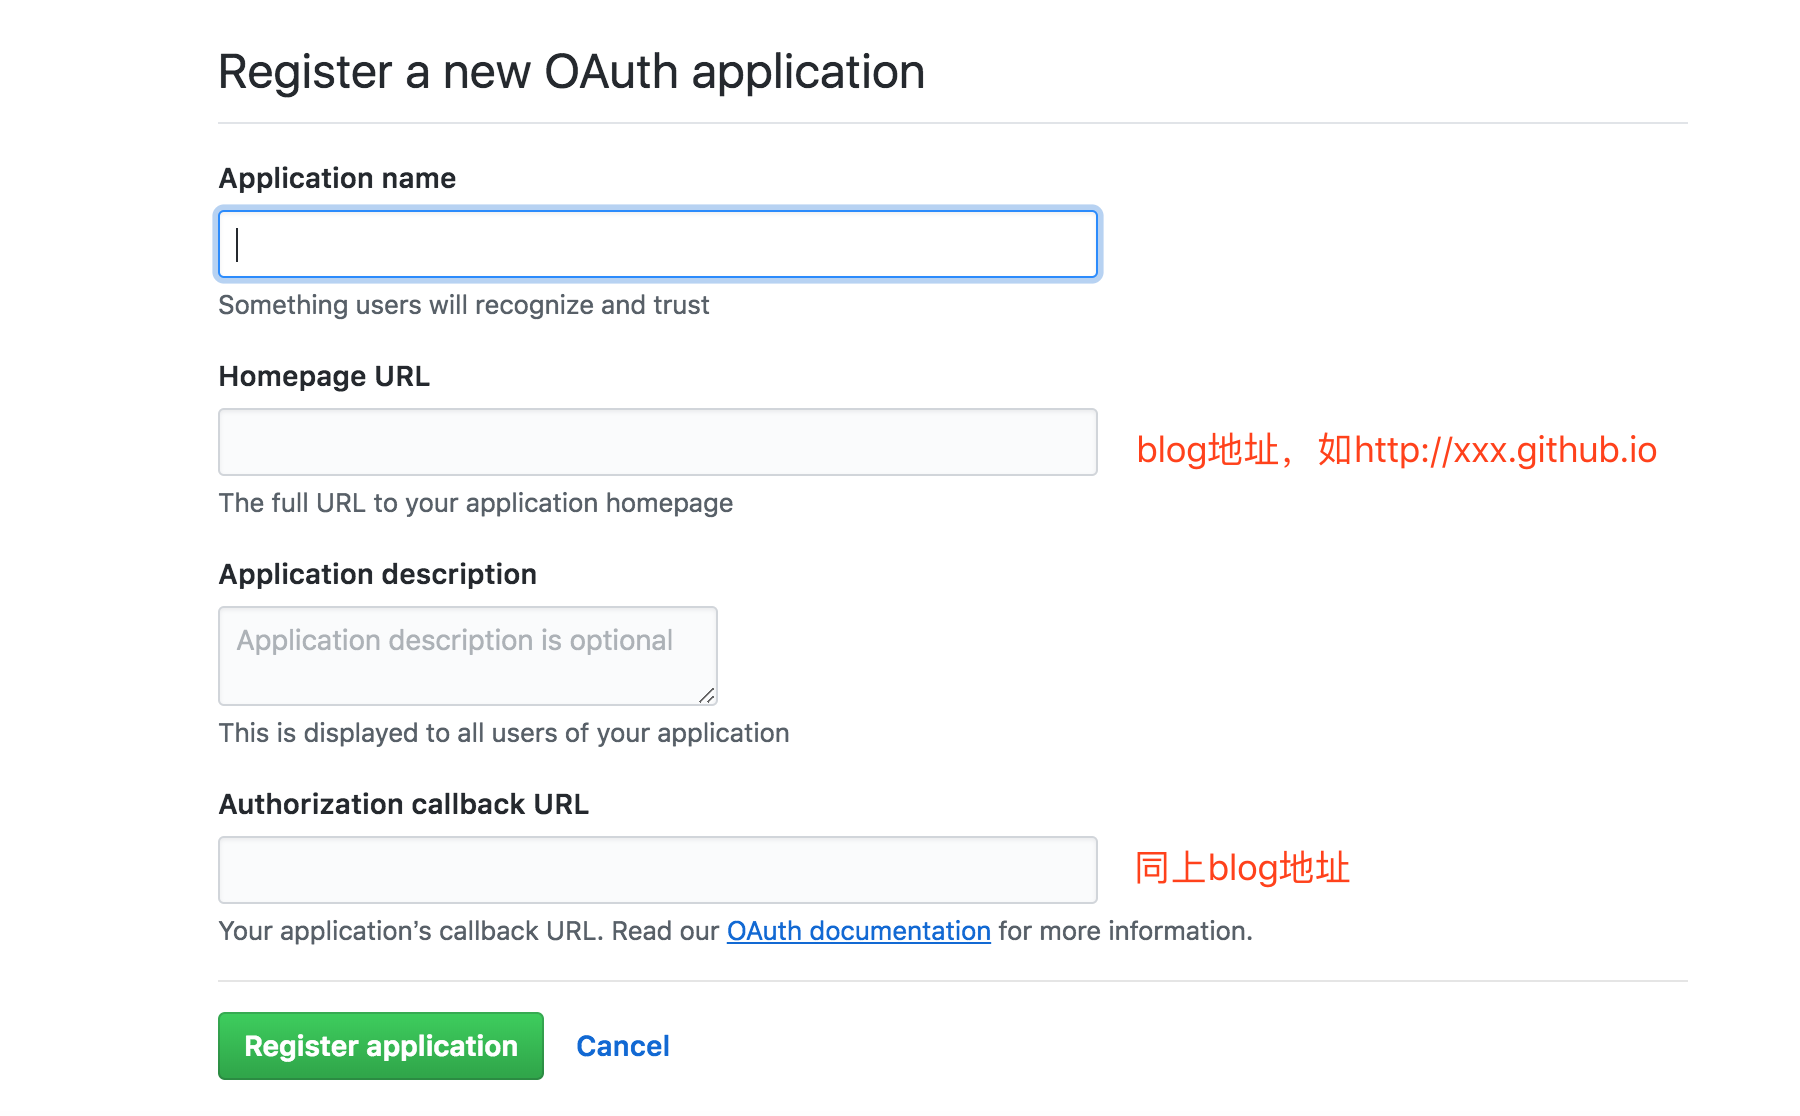 Register a new OAuth application
Application name
Something users will recognize and trust
Homepage URL
blog地址，如http://xxx.github.io
The full URL to your application homepage
Application description
Application description is optional
This is displayed to all users of your application
Authorization callback URL
同上blog地址
Your application’s callback URL. Read our OAuth documentation for more information.
Register application Cancel